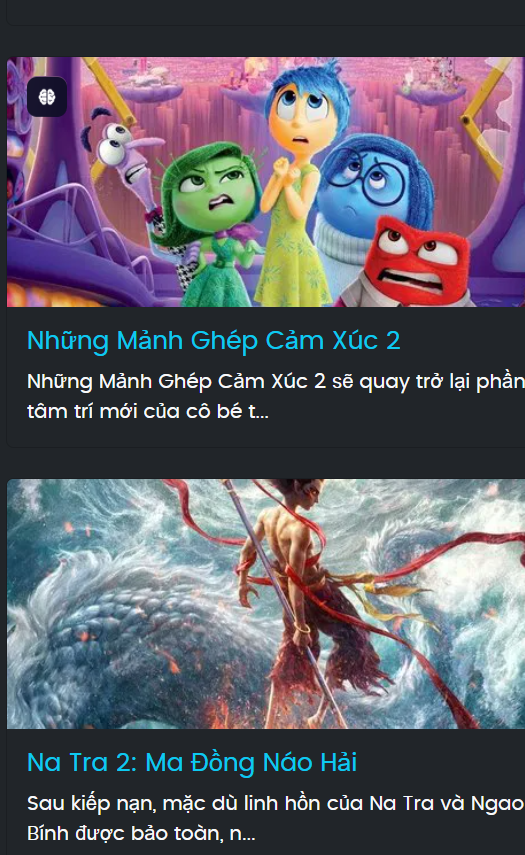 Những Mảnh Ghép Cảm Xúc 2
Những Mảnh Ghép Cảm Xúc 2 sẽ quay trở lại phần
tâm trí mới của cô bé t...
Na Tra 2: Ma Đồng Náo Hải
Sau kiếp nạn, mặc dù linh hồn của Na Tra và Ngao
Bính được bảo toàn, n...